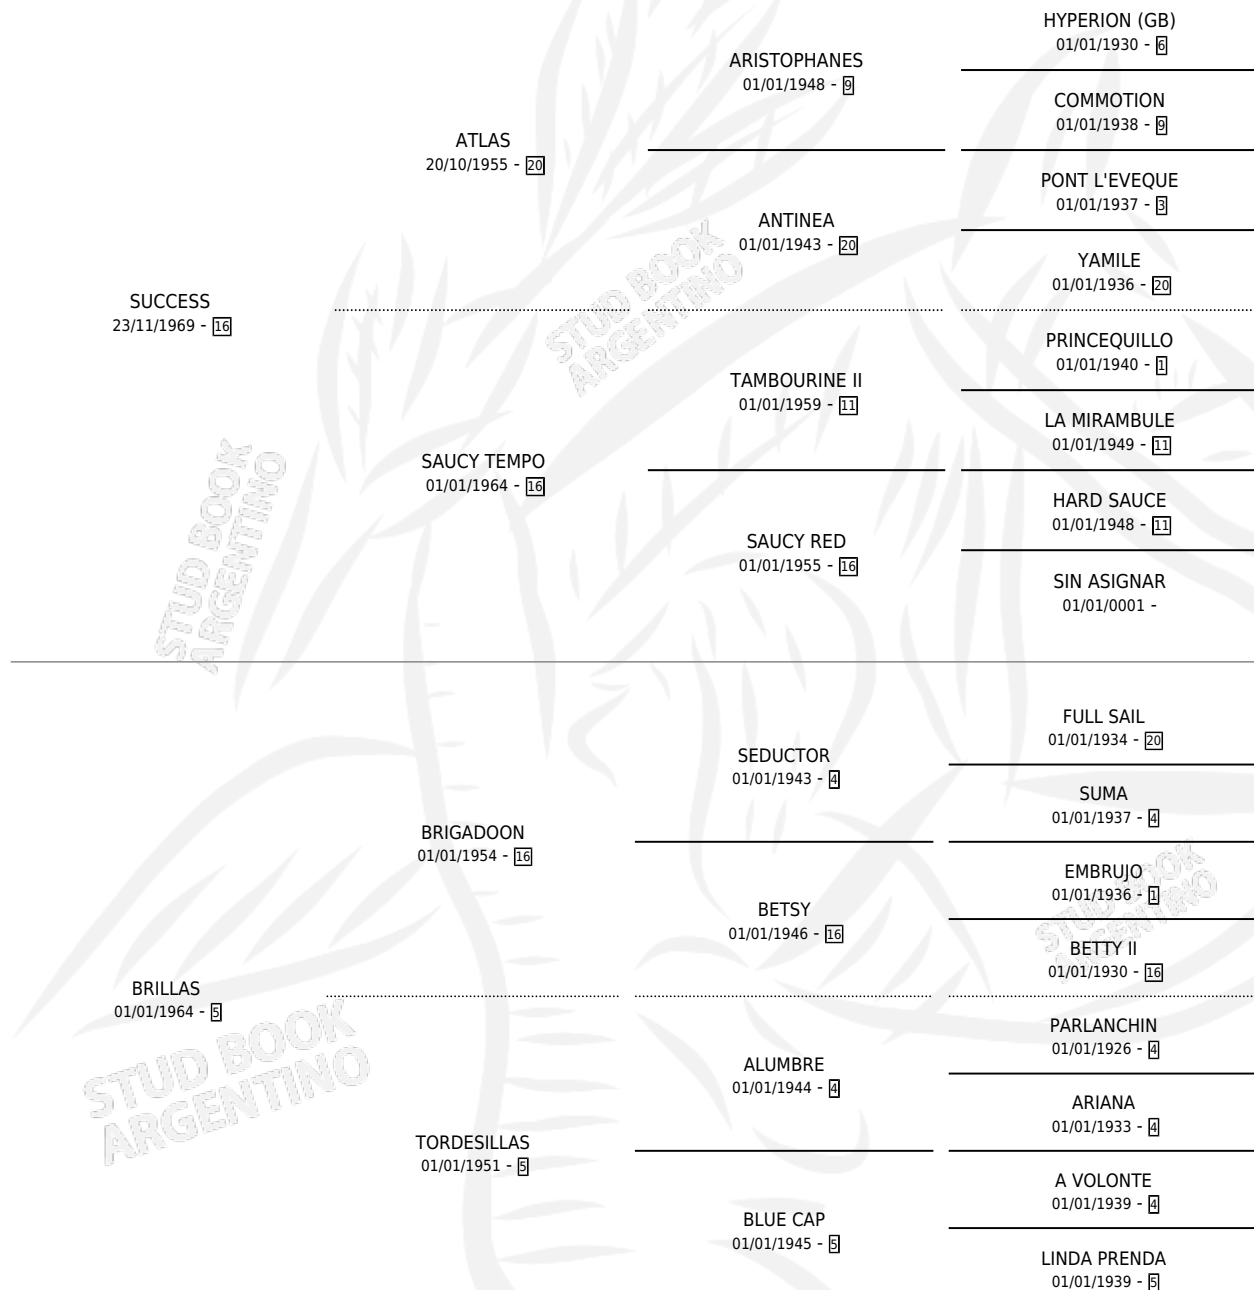 HYPERION (GB)
01/01/1930 - 6
ARISTOPHANES
01/01/1948 - 9
COMMOTION
01/01/1938 - 9
ATLAS
20/10/1955 - 20
PONT L'EVEQUE
01/01/1937 - 3
ANTINEA
01/01/1943 - 20
YAMILE
01/01/1936 - 20
SUCCESS
23/11/1969 - 16
STUD BOOK
ARGENTINO
PRINCEQUILLO
01/01/1940 - 1
TAMBOURINE II
01/01/1959 - 11
LA MIRAMBULE
01/01/1949 - 11
SAUCY TEMPO
01/01/1964 - 16
HARD SAUCE
01/01/1948 - 11
SAUCY RED
01/01/1955 - 16
SIN ASIGNAR
01/01/0001 -
STUD BOOK
ARGENTINO
FULL SAIL
01/01/1934 - 20
SEDUCTOR
01/01/1943 - 4
SUMA
01/01/1937 - 4
BRIGADOON
01/01/1954 - 16
EMBRUJO
01/01/1936 - 1
BETSY
01/01/1946 - 16
BETTY II
01/01/1930 - 16
STUD BOOK
ARGENTINO
BRILLAS
01/01/1964 - 5
PARLANCHIN
01/01/1926 - 4
ALUMBRE
01/01/1944 - 4
ARIANA
01/01/1933 - 4
STUD BOOK
ARGENTINO
TORDESILLAS
01/01/1951 - 5
A VOLONTE
01/01/1939 - 4
BLUE CAP
01/01/1945 - 5
LINDA PRENDA
01/01/1939 - 5